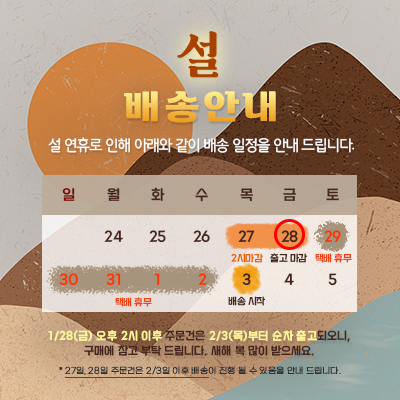 설
배송안내
설 연휴로 인해 아래와 같이 배송 일정을 안내 드립니다.
일 월 화 수 목 금 토
24 25 26 27 28 29
2시마감 출고 마감 택배 휴무
30 31 1 2 3 4 5
택배 휴무 배송 시작
1/28(금) 오후 2시 이후 주문건은 2/3(목)부터 순차 출고되오니,
구매에 참고 부탁 드립니다. 새해 복 많이 받으세요.
* 27일, 28일 주문건은 2/3일 이후 배송이 진행 될 수 있음을 안내 드립니다.